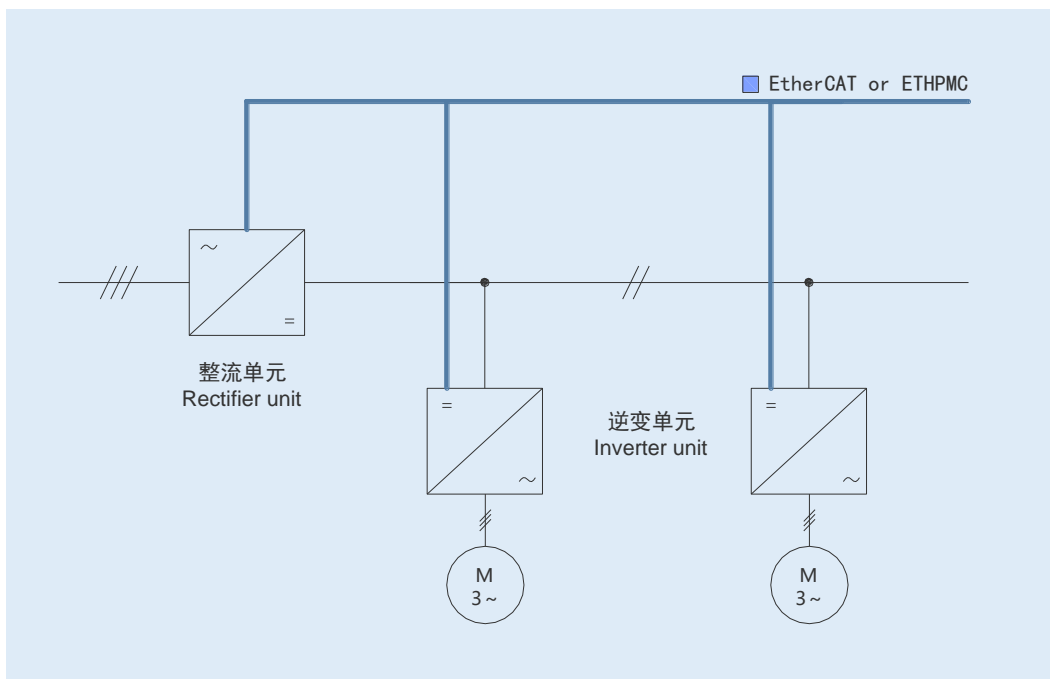 EtherCAT or ETHPMC
~
=
整流单元
Rectifier unit
=
~
逆变单元
Inverter unit
=
~
M
3~
M
3~